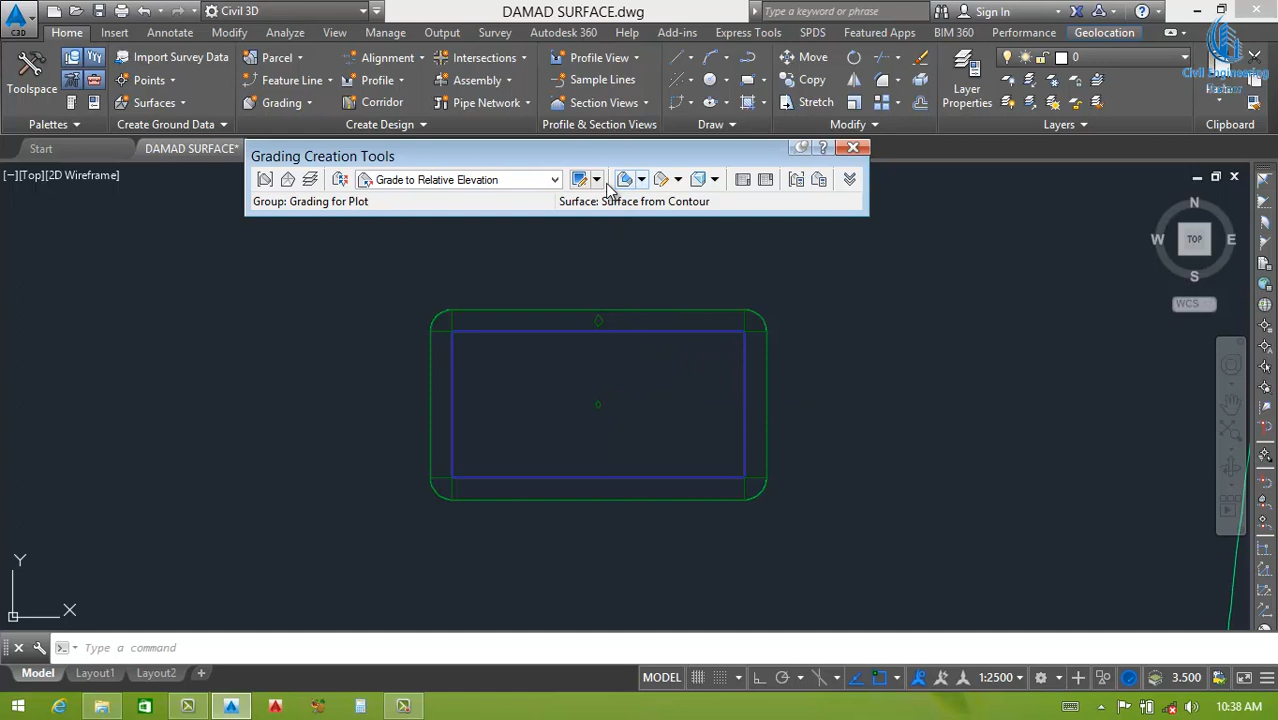 C3D
Civil 3D
DAMAD SURFACE.dwg
Type a keyword or phrase
Sign In
Home Insert Annotate Modify Analyze View Manage Output Survey Autodesk 360 Help Add-ins Express Tools SPDS Featured Apps BIM 360 Performance Geolocation
Toolspace
Import Survey Data
Points
Surfaces
Parcel
Feature Line
Grading
Alignment
Profile
Corridor
Intersections
Assembly
Pipe Network
Profile View
Sample Lines
Section Views
Move
Copy
Stretch
Layer
Properties
0
Civil Engineering
Palettes
Create Ground Data
Create Design
Profile & Section Views
Draw
Modify
Layers
Clipboard
Start
DAMAD SURFACE.dwg*
Grading Creation Tools
Grade to Relative Elevation
Group: Grading for Plot
Surface: Surface from Contour
[−][Top][2D Wireframe]
N
W TOP E
S
WCS
Y
X
Type a command
Model Layout1 Layout2
MODEL
1:2500
3.500
10:38 AM